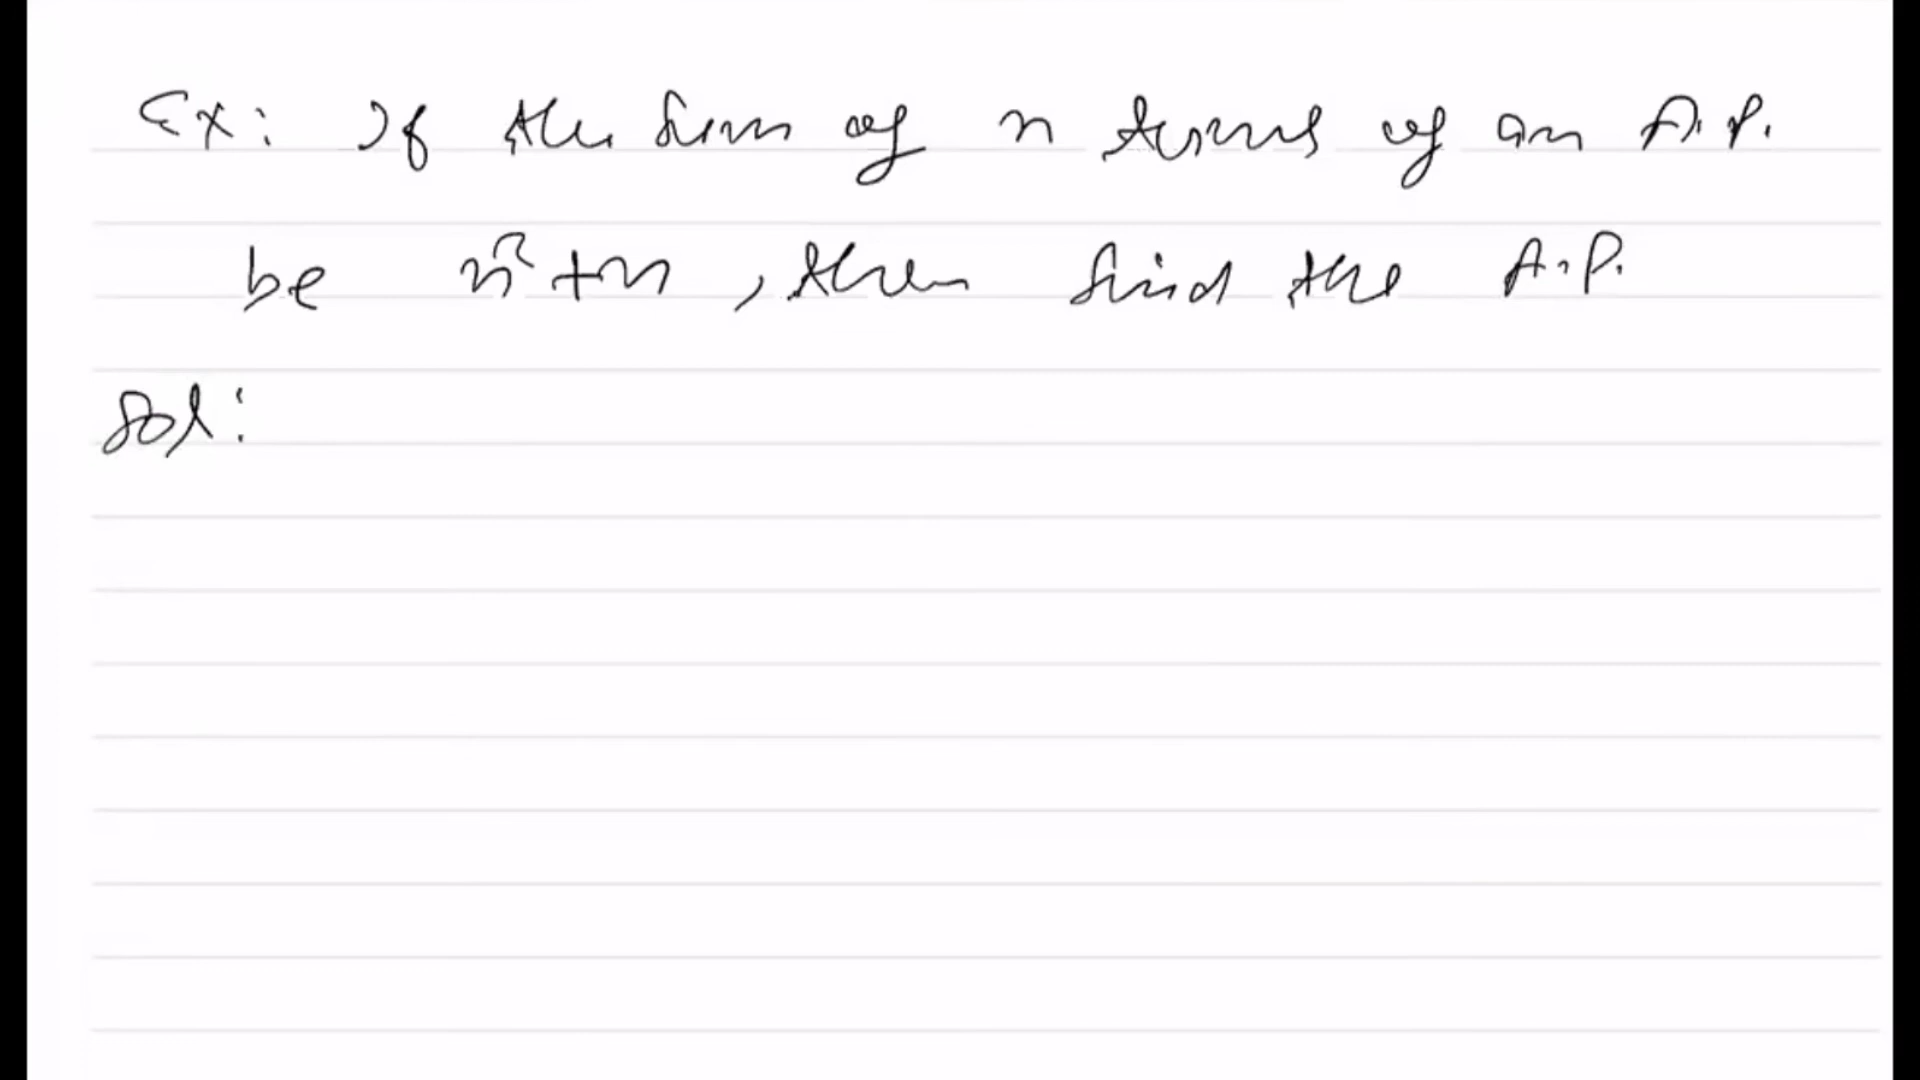 Ex: If the sum of n terms of an A.P.
be n²+n, then find the A.P.
Sol: